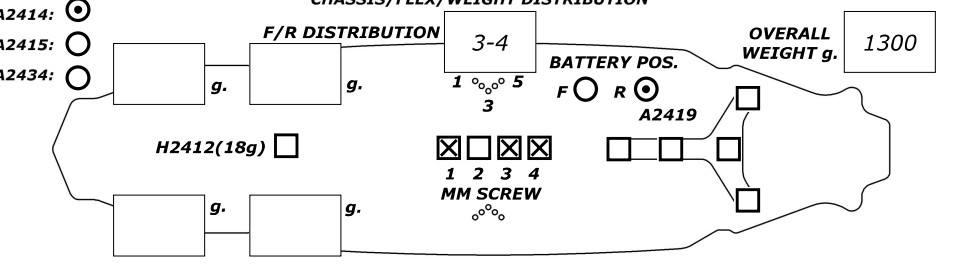 CHASSIS/FLEX/WEIGHT DISTRIBUTION
A2414:
A2415:
A2434:
F/R DISTRIBUTION 3-4
OVERALL WEIGHT g. 1300
g. g.
1 5
3
BATTERY POS.
F R
A2419
H2412(18g)
1 2 3 4
MM SCREW
g. g.